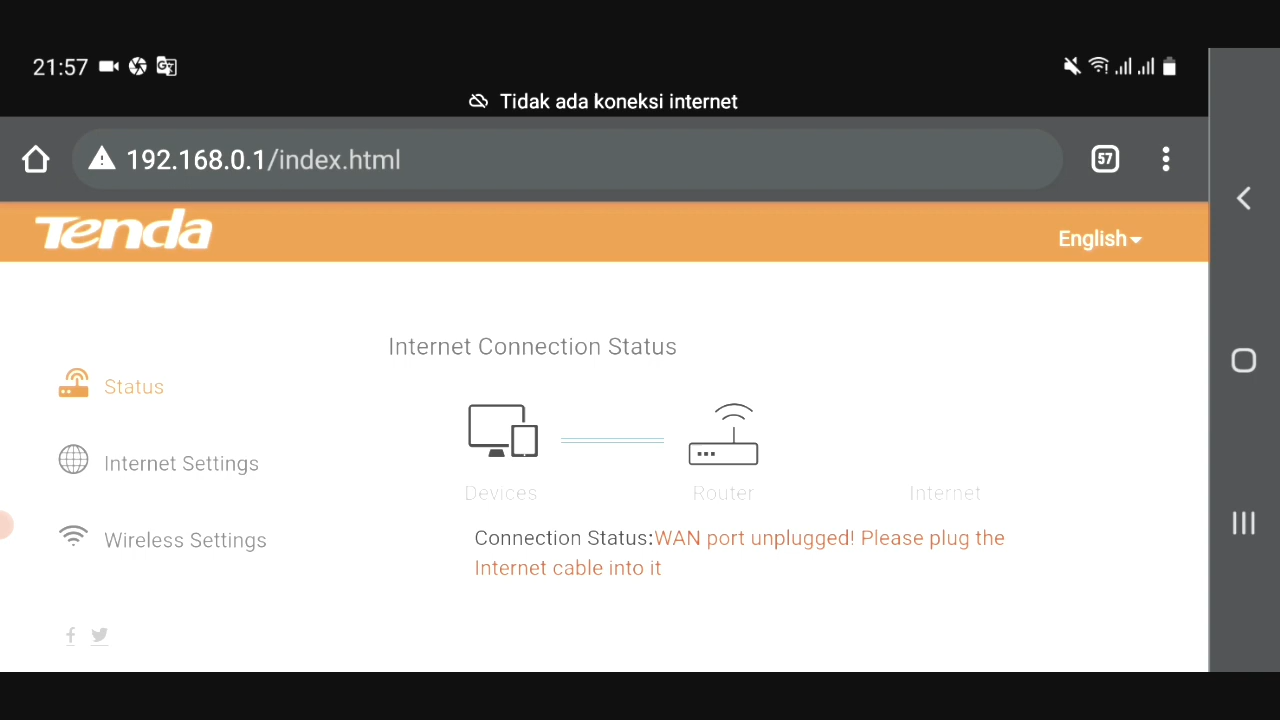 21:57
Tidak ada koneksi internet
192.168.0.1/index.html
57
Tenda
English
Internet Connection Status
Status
Internet Settings
Wireless Settings
Devices
Router
Internet
Connection Status:WAN port unplugged! Please plug the
Internet cable into it